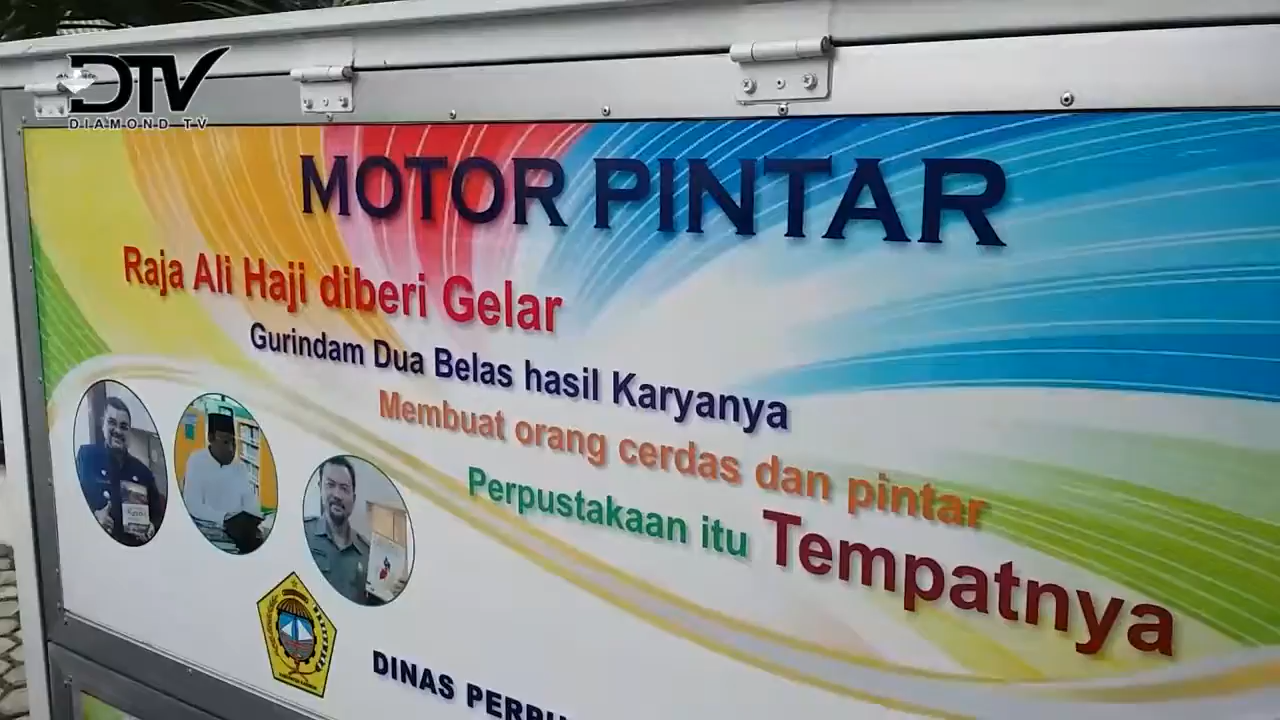 DTV
DIAMOND TV
MOTOR PINTAR
Raja Ali Haji diberi Gelar
Gurindam Dua Belas hasil Karyanya
Membuat orang cerdas dan pintar
Perpustakaan itu Tempatnya
DINAS